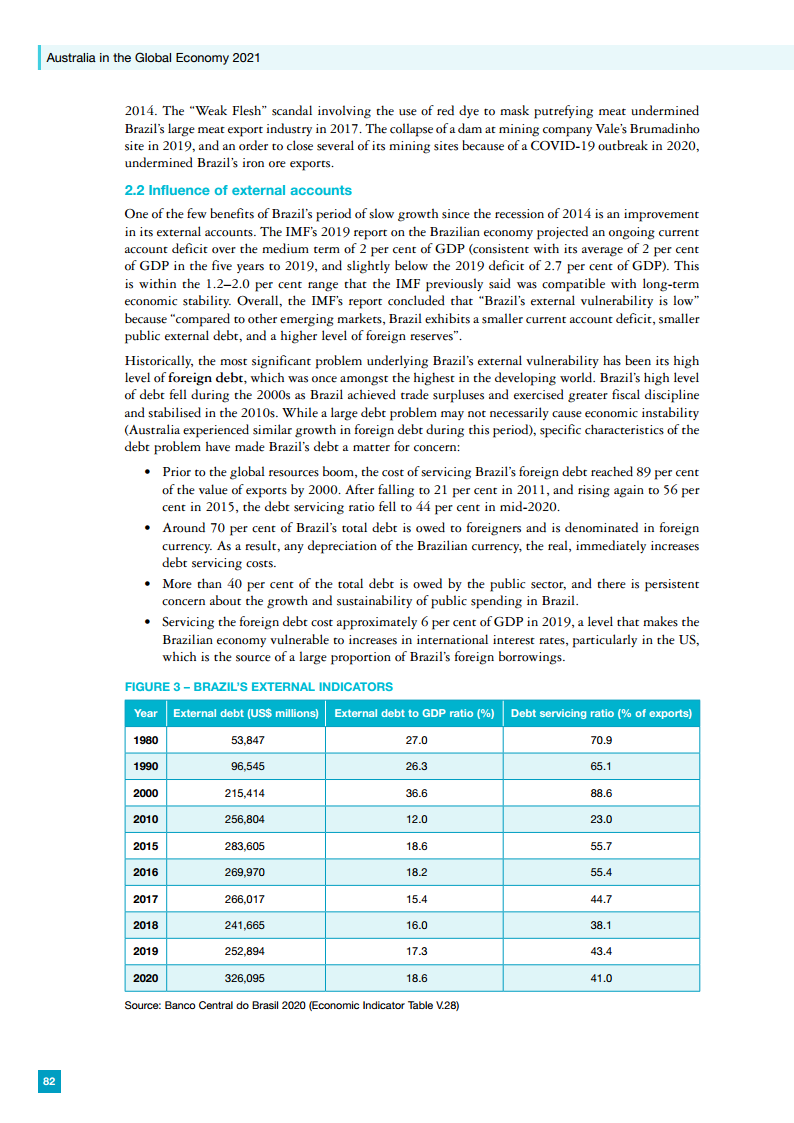 Australia in the Global Economy 2021
2014. The “Weak Flesh” scandal involving the use of red dye to mask putrefying meat undermined
Brazil’s large meat export industry in 2017. The collapse of a dam at mining company Vale’s Brumadinho
site in 2019, and an order to close several of its mining sites because of a COVID-19 outbreak in 2020,
undermined Brazil’s iron ore exports.
2.2 Influence of external accounts
One of the few benefits of Brazil’s period of slow growth since the recession of 2014 is an improvement
in its external accounts. The IMF’s 2019 report on the Brazilian economy projected an ongoing current
account deficit over the medium term of 2 per cent of GDP (consistent with its average of 2 per cent
of GDP in the five years to 2019, and slightly below the 2019 deficit of 2.7 per cent of GDP). This
is within the 1.2–2.0 per cent range that the IMF previously said was compatible with long-term
economic stability. Overall, the IMF’s report concluded that “Brazil’s external vulnerability is low”
because “compared to other emerging markets, Brazil exhibits a smaller current account deficit, smaller
public external debt, and a higher level of foreign reserves”.
Historically, the most significant problem underlying Brazil’s external vulnerability has been its high
level of foreign debt, which was once amongst the highest in the developing world. Brazil’s high level
of debt fell during the 2000s as Brazil achieved trade surpluses and exercised greater fiscal discipline
and stabilised in the 2010s. While a large debt problem may not necessarily cause economic instability
(Australia experienced similar growth in foreign debt during this period), specific characteristics of the
debt problem have made Brazil’s debt a matter for concern:
• Prior to the global resources boom, the cost of servicing Brazil’s foreign debt reached 89 per cent
of the value of exports by 2000. After falling to 21 per cent in 2011, and rising again to 56 per
cent in 2015, the debt servicing ratio fell to 44 per cent in mid-2020.
• Around 70 per cent of Brazil’s total debt is owed to foreigners and is denominated in foreign
currency. As a result, any depreciation of the Brazilian currency, the real, immediately increases
debt servicing costs.
• More than 40 per cent of the total debt is owed by the public sector, and there is persistent
concern about the growth and sustainability of public spending in Brazil.
• Servicing the foreign debt cost approximately 6 per cent of GDP in 2019, a level that makes the
Brazilian economy vulnerable to increases in international interest rates, particularly in the US,
which is the source of a large proportion of Brazil’s foreign borrowings.
FIGURE 3 – BRAZIL’S EXTERNAL INDICATORS
Year External debt (US$ millions) External debt to GDP ratio (%) Debt servicing ratio (% of exports)
1980 53,847 27.0 70.9
1990 96,545 26.3 65.1
2000 215,414 36.6 88.6
2010 256,804 12.0 23.0
2015 283,605 18.6 55.7
2016 269,970 18.2 55.4
2017 266,017 15.4 44.7
2018 241,665 16.0 38.1
2019 252,894 17.3 43.4
2020 326,095 18.6 41.0
Source: Banco Central do Brasil 2020 (Economic Indicator Table V.28)
82